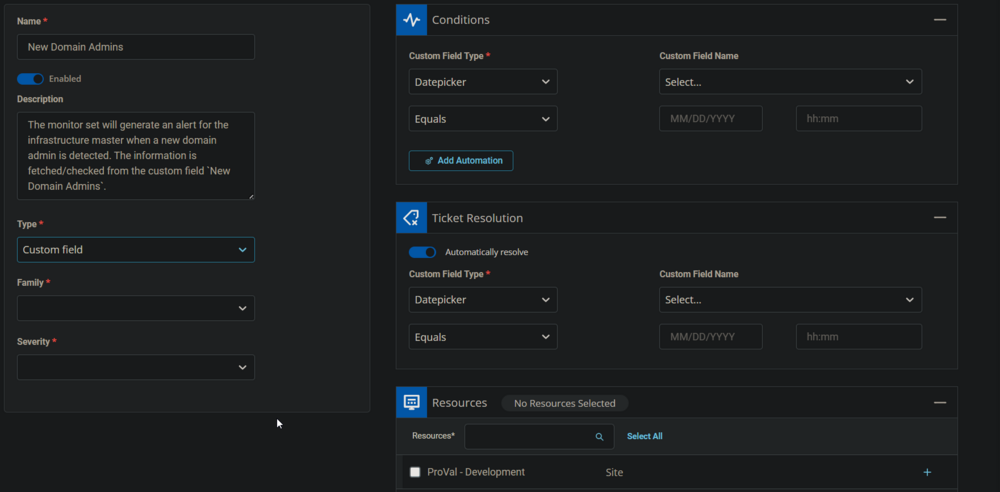 Name *
New Domain Admins
Enabled
Description
The monitor set will generate an alert for the
infrastructure master when a new domain
admin is detected. The information is
fetched/checked from the custom field `New
Domain Admins`.
Type *
Custom field
Family *
Severity *
Conditions
Custom Field Type * Custom Field Name
Datepicker Select...
Equals MM/DD/YYYY hh:mm
Add Automation
Ticket Resolution
Automatically resolve
Custom Field Type * Custom Field Name
Datepicker Select...
Equals MM/DD/YYYY hh:mm
Resources No Resources Selected
Resources* Select All
ProVal - Development Site